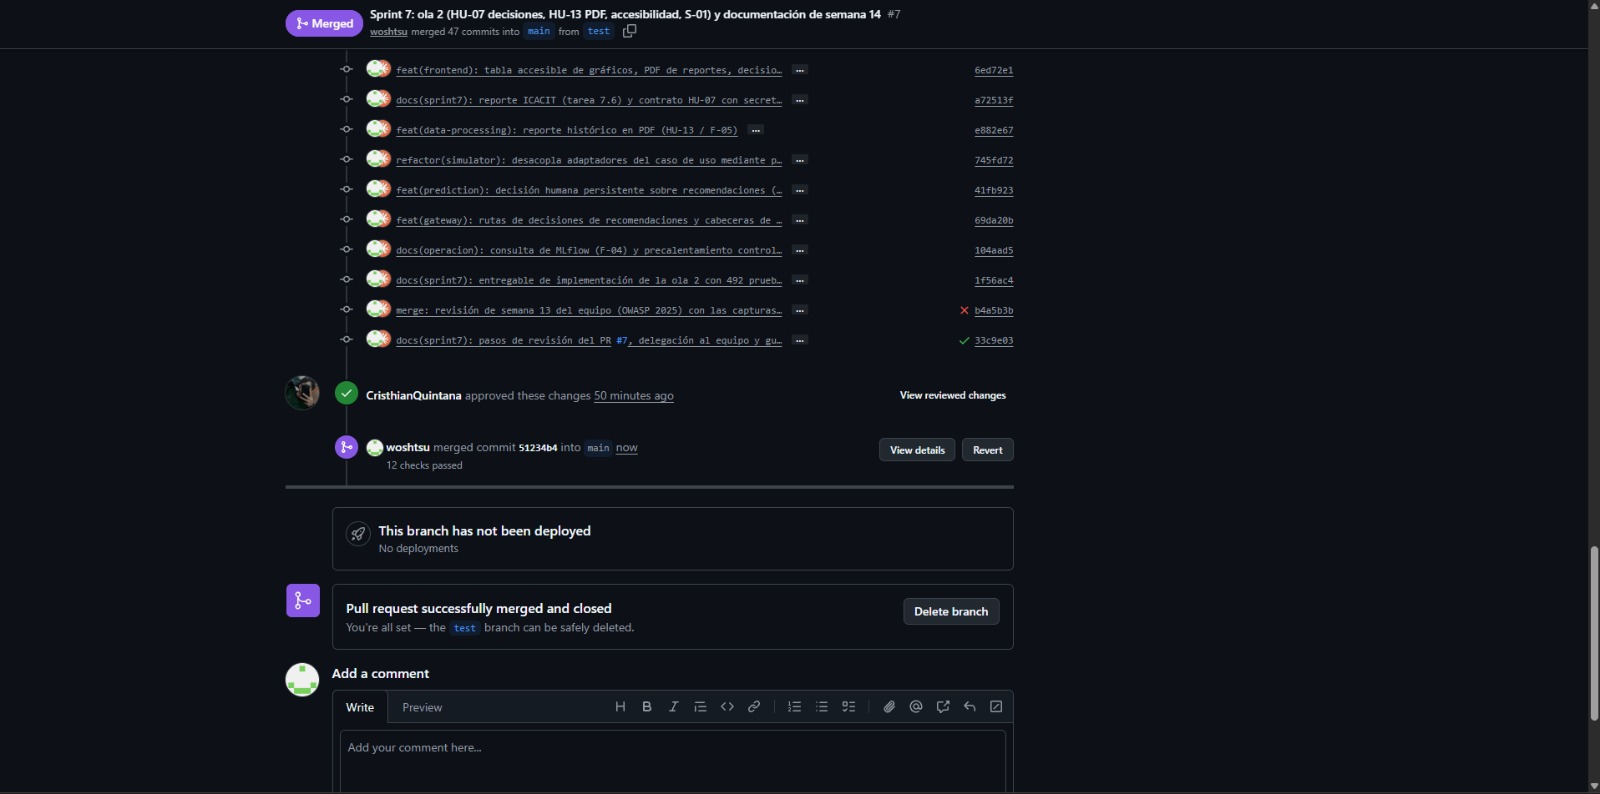 Merged
Sprint 7: ola 2 (HU-07 decisiones, HU-13 PDF, accesibilidad, S-01) y documentación de semana 14 #7
woshtsu merged 47 commits into main from test
feat(frontend): tabla accesible de gráficos, PDF de reportes, decisio… … 6ed72e1
docs(sprint7): reporte ICACIT (tarea 7.6) y contrato HU-07 con secret… … a72513f
feat(data-processing): reporte histórico en PDF (HU-13 / F-05) … e882e67
refactor(simulator): desacopla adaptadores del caso de uso mediante p… … 745fd72
feat(prediction): decisión humana persistente sobre recomendaciones (… … 41fb923
feat(gateway): rutas de decisiones de recomendaciones y cabeceras de … … 69da20b
docs(operacion): consulta de MLflow (F-04) y precalentamiento control… … 104aad5
docs(sprint7): entregable de implementación de la ola 2 con 492 prueb… … 1f56ac4
merge: revisión de semana 13 del equipo (OWASP 2025) con las capturas… … b4a5b3b
docs(sprint7): pasos de revisión del PR #7, delegación al equipo y gu… … 33c9e03
CristhianQuintana approved these changes 50 minutes ago View reviewed changes
woshtsu merged commit 51234b4 into main now View details Revert
12 checks passed
This branch has not been deployed
No deployments
Pull request successfully merged and closed
You're all set — the test branch can be safely deleted.
Delete branch
Add a comment
Write Preview
Add your comment here...